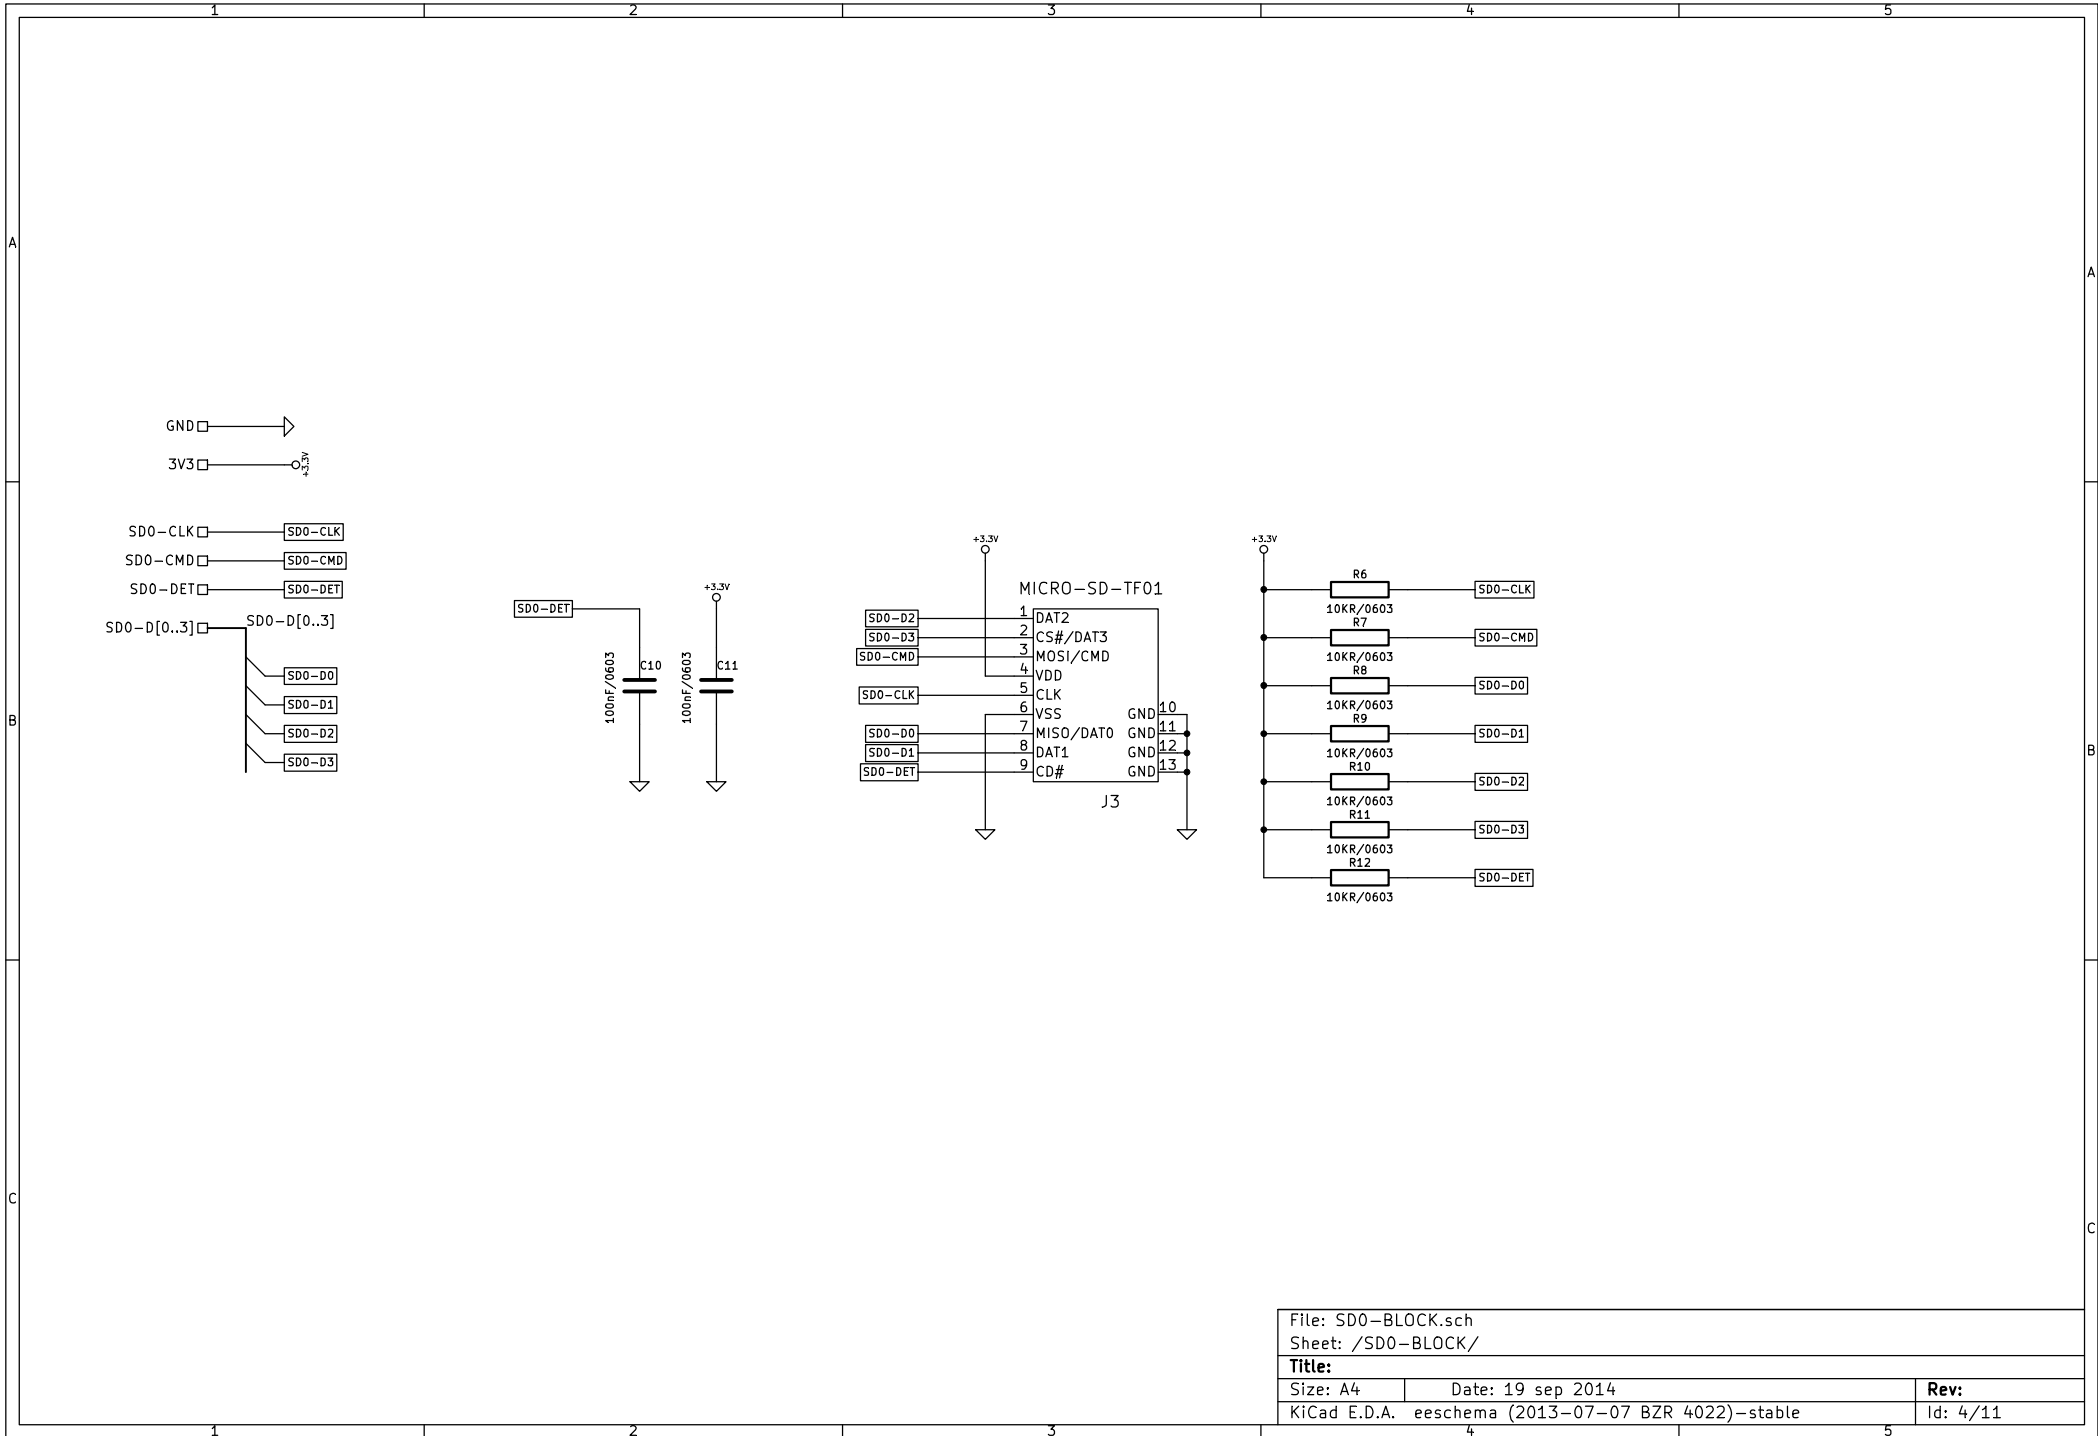 1 2 3 4 5
A
A
GND
3V3 +3.3V
SD0-CLK SD0-CLK
SD0-CMD SD0-CMD
SD0-DET SD0-DET
SD0-D[0..3] SD0-D[0..3]
SD0-D0
SD0-D1
SD0-D2
SD0-D3
B
SD0-DET
C10
100nF/0603
+3.3V
C11
100nF/0603
+3.3V
MICRO-SD-TF01
SD0-D2 1 DAT2
SD0-D3 2 CS#/DAT3
SD0-CMD 3 MOSI/CMD
4 VDD
SD0-CLK 5 CLK
6 VSS GND 10
SD0-D0 7 MISO/DAT0 GND 11
SD0-D1 8 DAT1 GND 12
SD0-DET 9 CD# GND 13
J3
+3.3V
R6
SD0-CLK
10KR/0603
R7
SD0-CMD
10KR/0603
R8
SD0-D0
10KR/0603
R9
SD0-D1
10KR/0603
R10
SD0-D2
10KR/0603
R11
SD0-D3
10KR/0603
R12
SD0-DET
10KR/0603
B
C
C
File: SD0-BLOCK.sch
Sheet: /SD0-BLOCK/
Title:
Size: A4 Date: 19 sep 2014 Rev:
KiCad E.D.A. eeschema (2013-07-07 BZR 4022)-stable Id: 4/11
1 2 3 4 5